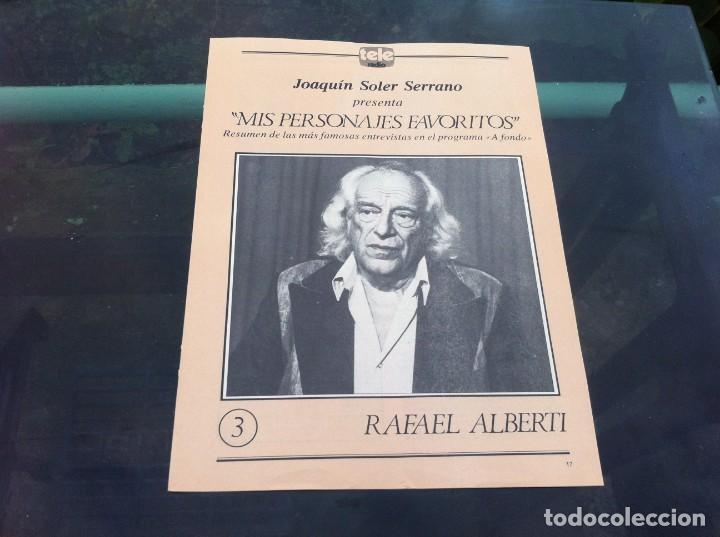 tele
radio
Joaquín Soler Serrano
presenta
"MIS PERSONAJES FAVORITOS"
Resumen de las más famosas entrevistas en el programa «A fondo»
3
RAFAEL ALBERTI
17
todocoleccion.net